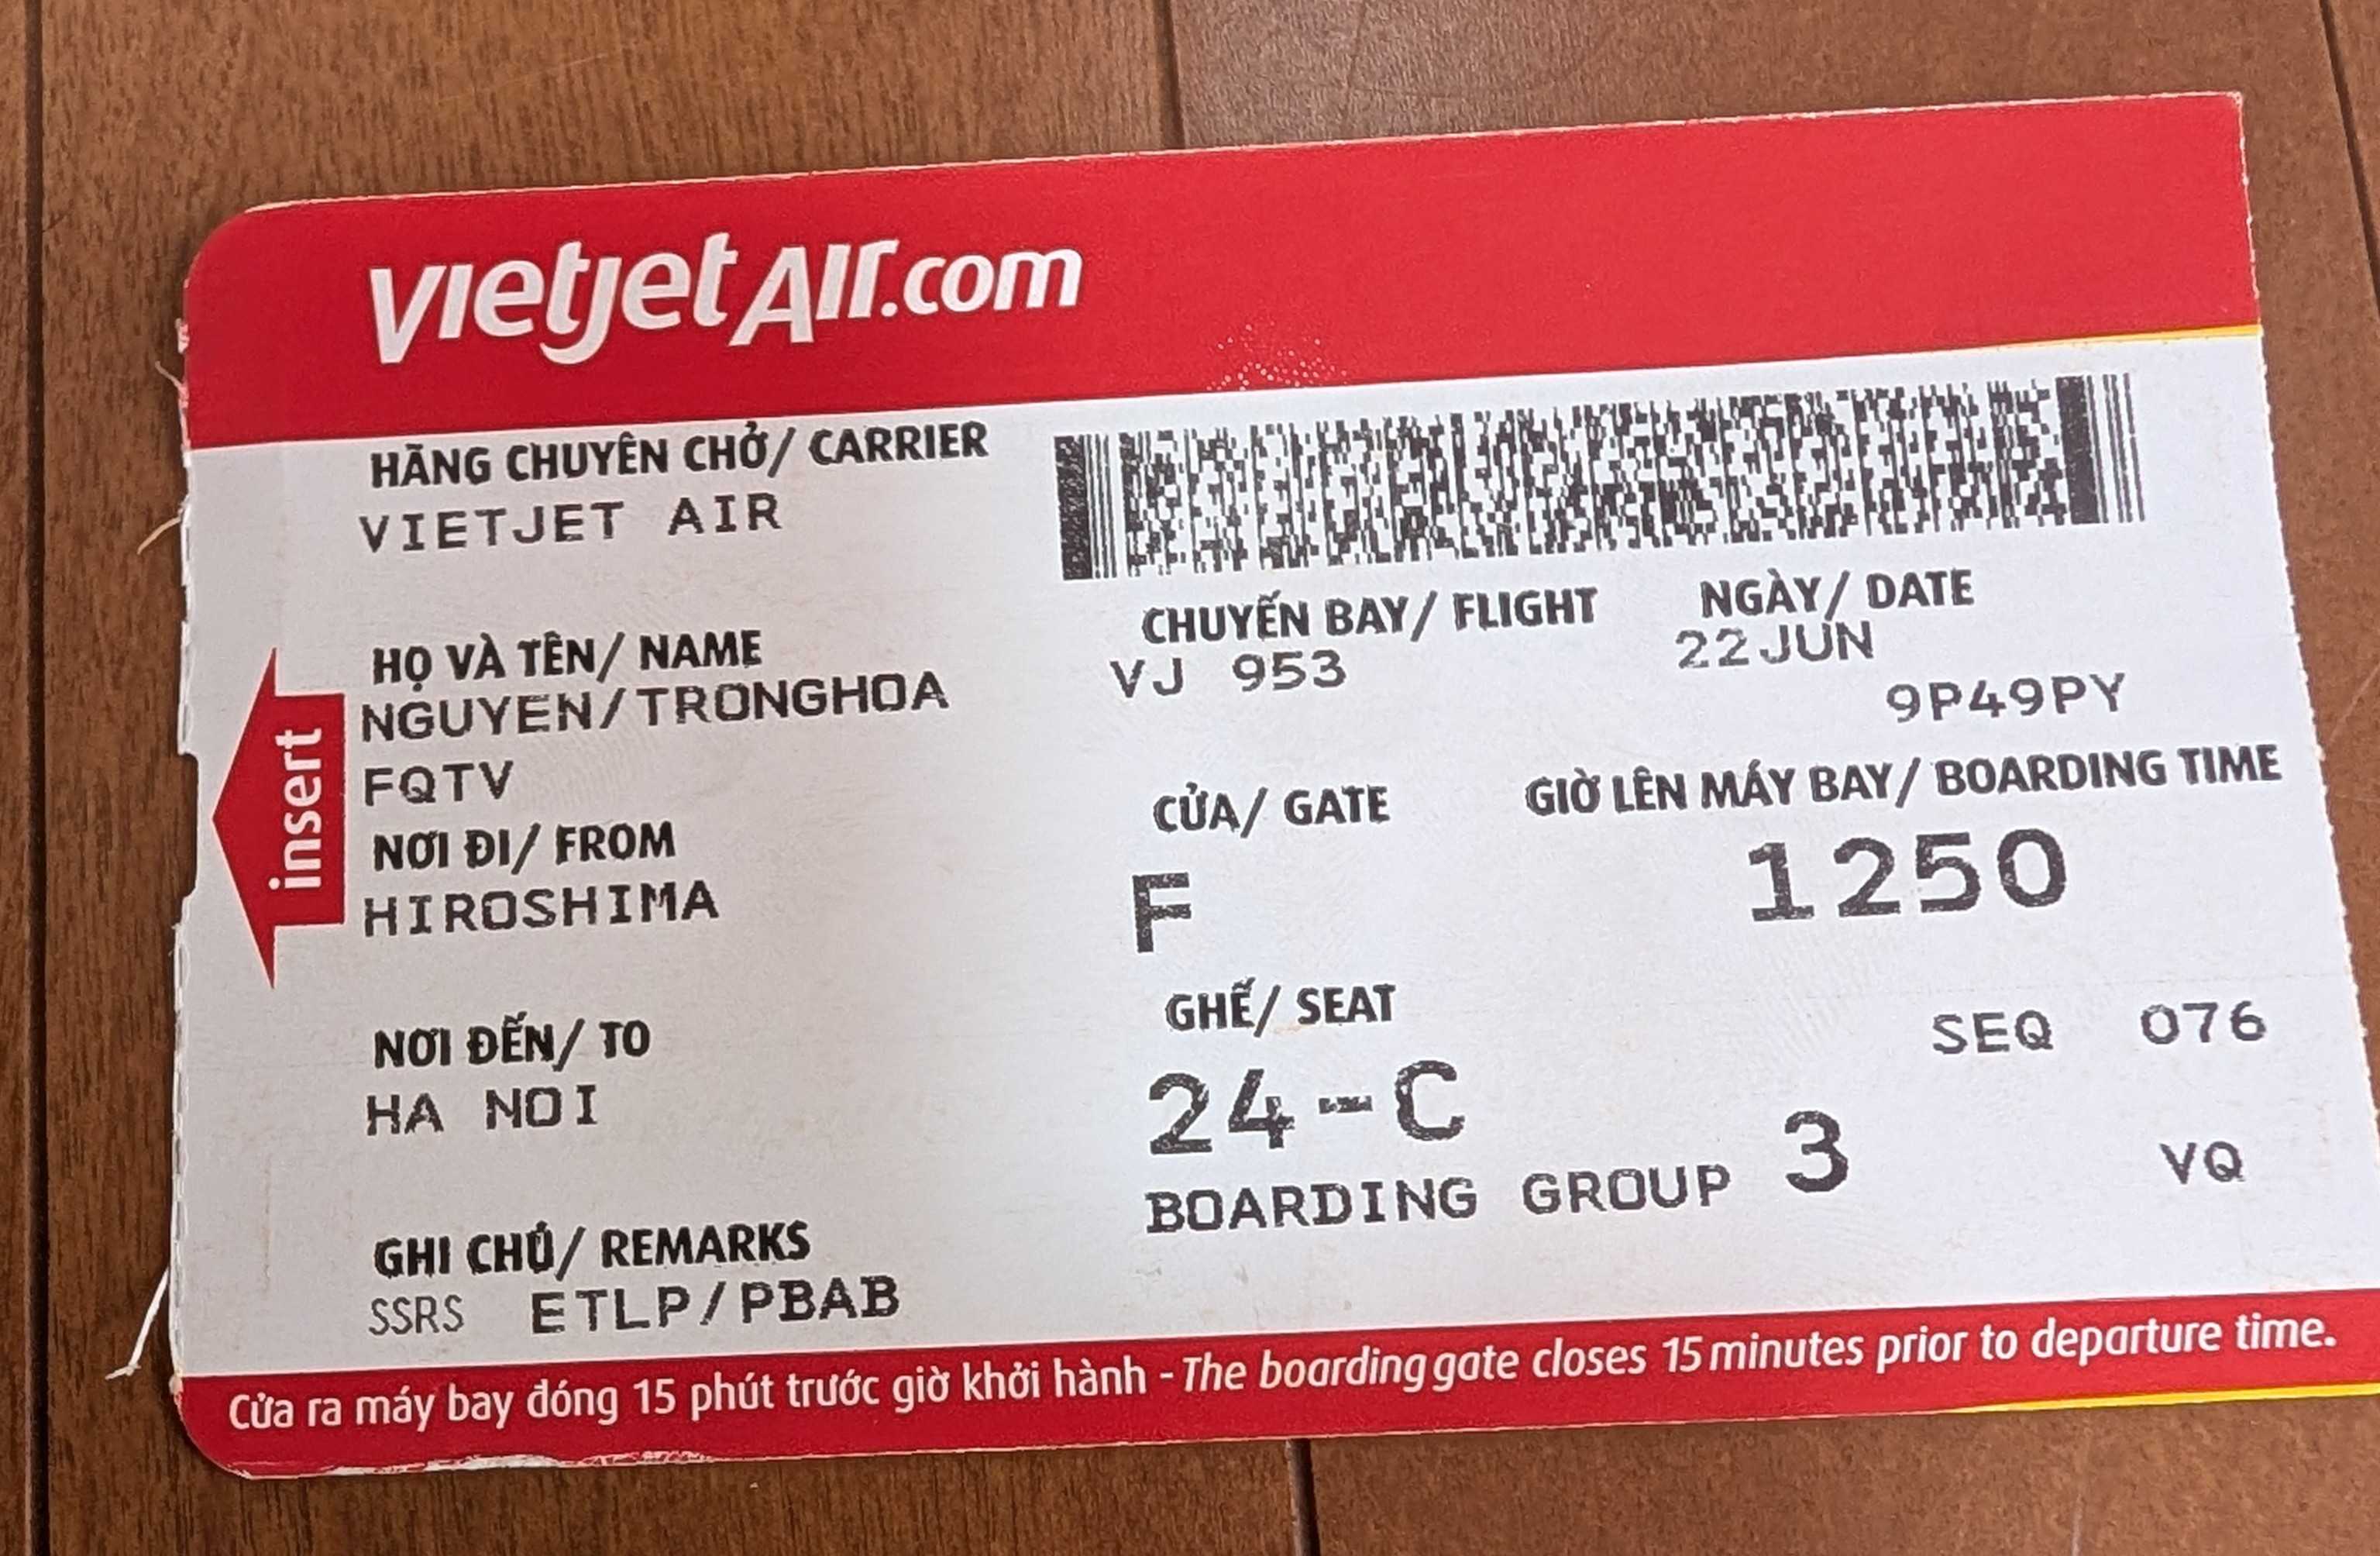 vietjetAir.com
HÃNG CHUYÊN CHỞ/ CARRIER
VIETJET AIR
HỌ VÀ TÊN/ NAME
NGUYEN/TRONGHOA
FQTV
NƠI ĐI/ FROM
HIROSHIMA
NƠI ĐẾN/ TO
HA NOI
GHI CHÚ/ REMARKS
SSRS ETLP/PBAB
insert
CHUYẾN BAY/ FLIGHT
VJ 953
NGÀY/ DATE
22JUN
9P49PY
CỬA/ GATE
F
GIỜ LÊN MÁY BAY/ BOARDING TIME
1250
GHẾ/ SEAT
24-C
SEQ 076
BOARDING GROUP 3
VQ
Cửa ra máy bay đóng 15 phút trước giờ khởi hành - The boarding gate closes 15 minutes prior to departure time.